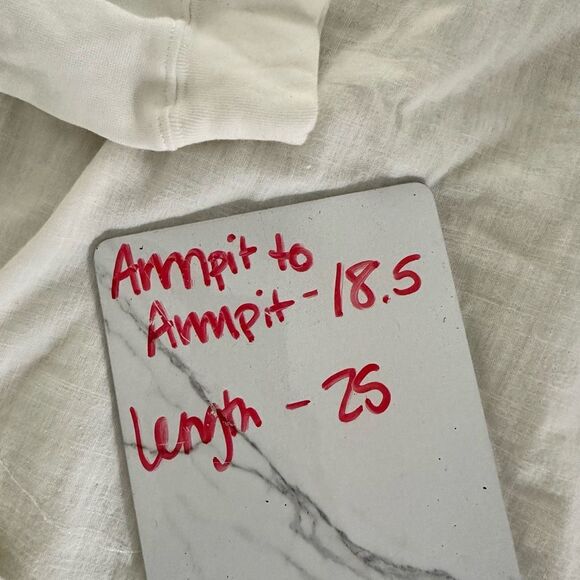 Armpit to
Armpit - 18.5
Length - 25